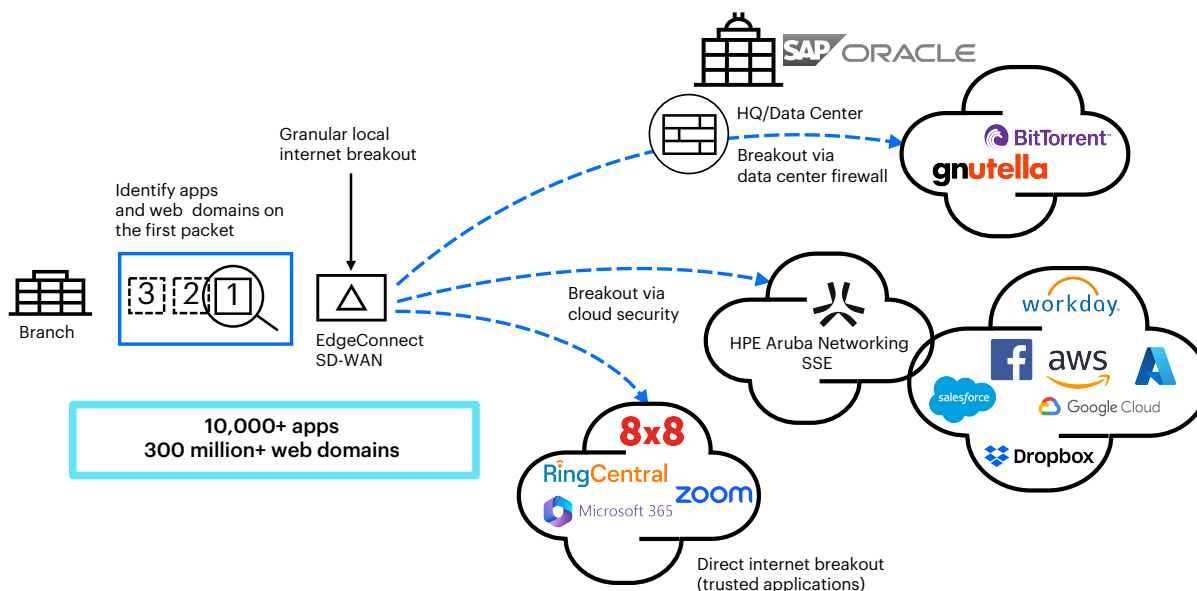 SAP ORACLE
HQ/Data Center
Breakout via
data center firewall
BitTorrent™
gnutella
Granular local
internet breakout
Identify apps
and web domains on
the first packet
3 2 1
Branch
EdgeConnect
SD-WAN
Breakout via
cloud security
HPE Aruba Networking
SSE
workday.
aws
salesforce
Google Cloud
Dropbox
10,000+ apps
300 million+ web domains
8x8
RingCentral
zoom
Microsoft 365
Direct internet breakout
(trusted applications)